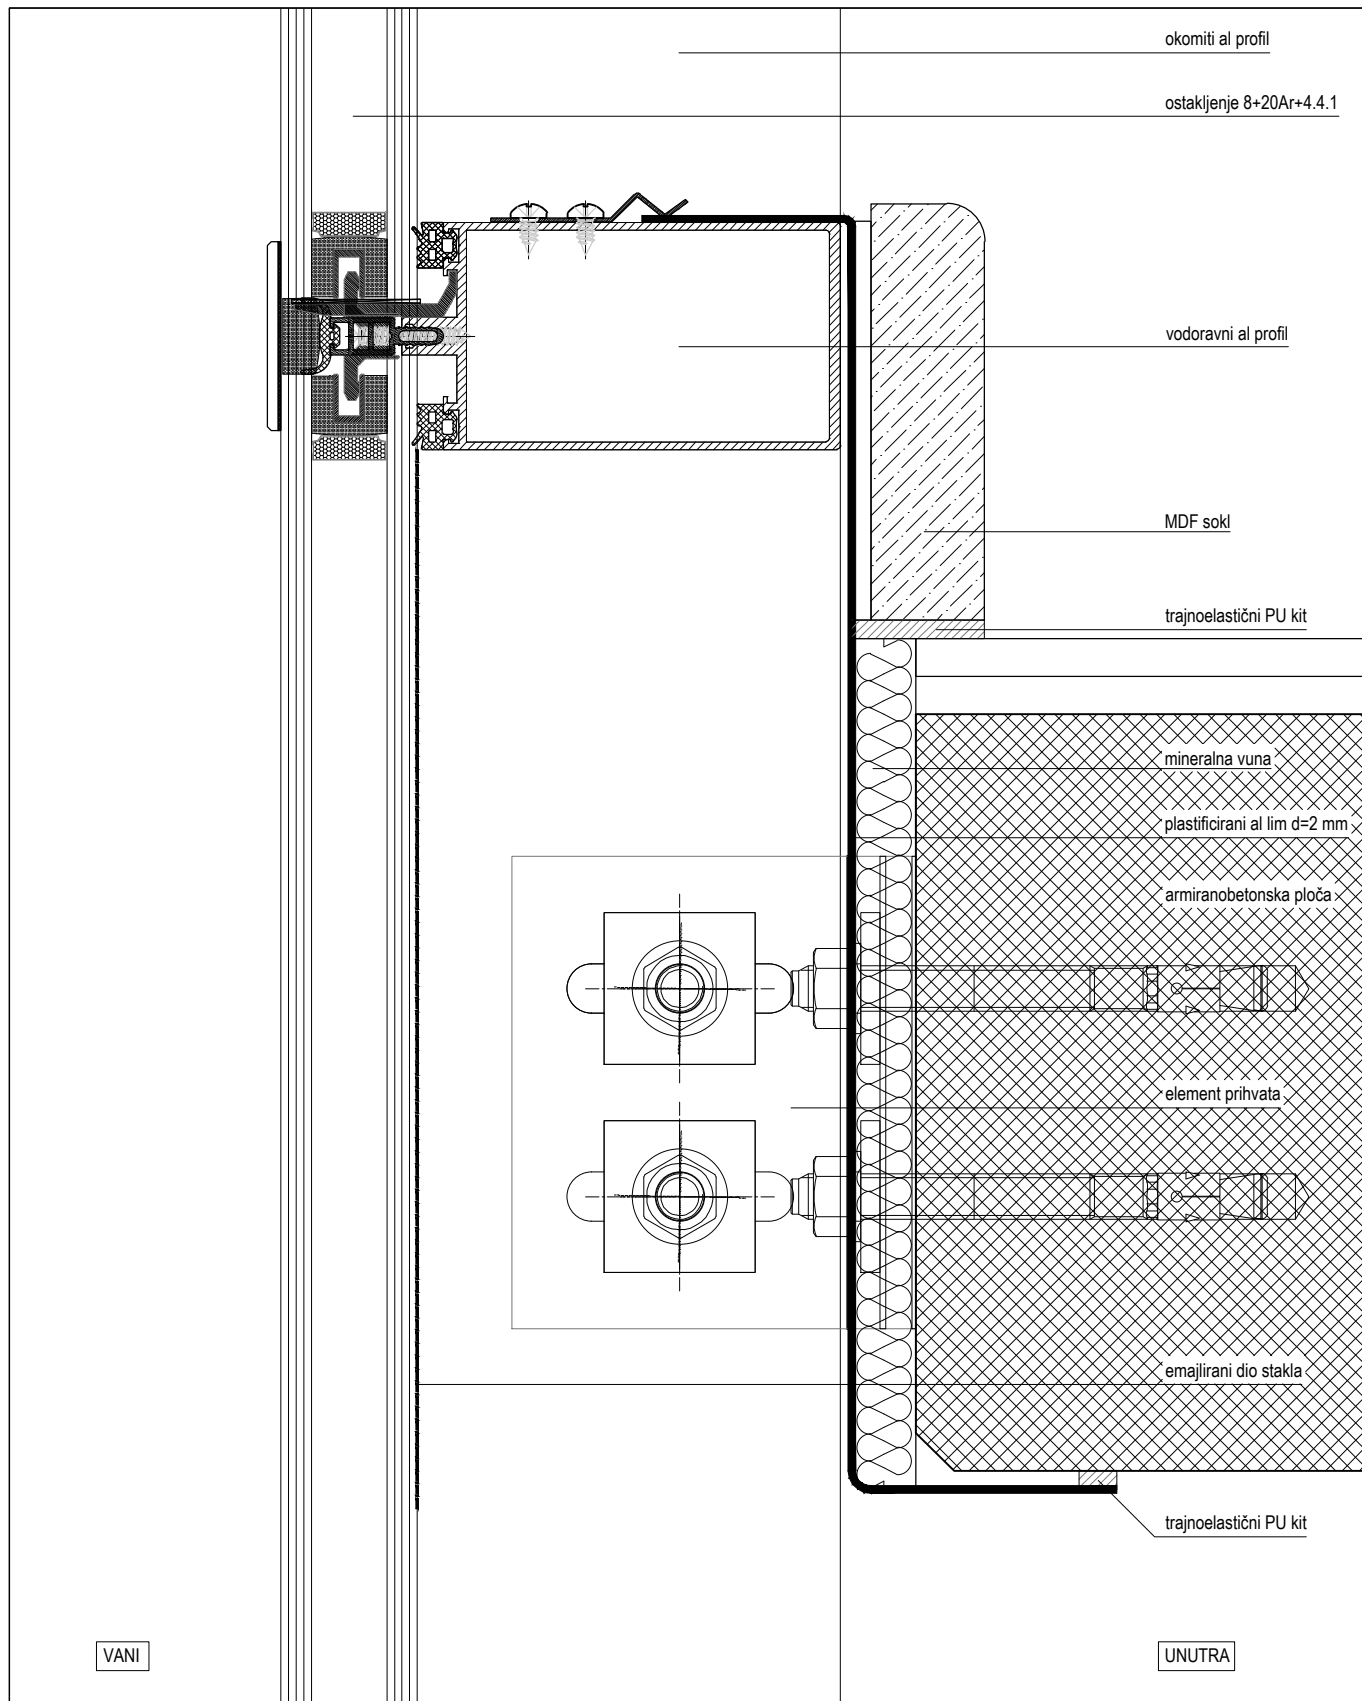 okomiti al profil
ostakljenje 8+20Ar+4.4.1
vodoravni al profil
MDF sokl
trajnoelastični PU kit
mineralna vuna
plastificirani al lim d=2 mm
armiranobetonska ploča
element prihvata
emajlirani dio stakla
trajnoelastični PU kit
VANI
UNUTRA